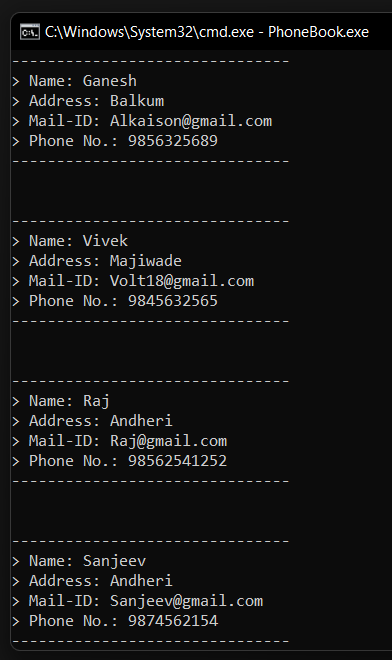 C:\Windows\System32\cmd.exe - PhoneBook.exe
-------------------------------
> Name: Ganesh
> Address: Balkum
> Mail-ID: Alkaison@gmail.com
> Phone No.: 9856325689
-------------------------------
-------------------------------
> Name: Vivek
> Address: Majiwade
> Mail-ID: Volt18@gmail.com
> Phone No.: 9845632565
-------------------------------
-------------------------------
> Name: Raj
> Address: Andheri
> Mail-ID: Raj@gmail.com
> Phone No.: 98562541252
-------------------------------
-------------------------------
> Name: Sanjeev
> Address: Andheri
> Mail-ID: Sanjeev@gmail.com
> Phone No.: 9874562154
-------------------------------